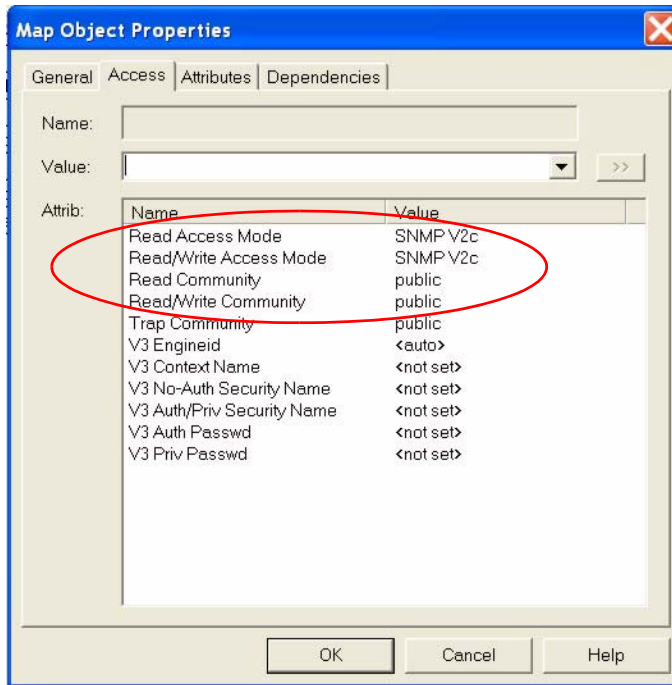 Map Object Properties
General Access Attributes Dependencies
Name:
Value: >>
Attrib: Name Value
Read Access Mode SNMP V2c
Read/Write Access Mode SNMP V2c
Read Community public
Read/Write Community public
Trap Community public
V3 Engineid <auto>
V3 Context Name <not set>
V3 No-Auth Security Name <not set>
V3 Auth/Priv Security Name <not set>
V3 Auth Passwd <not set>
V3 Priv Passwd <not set>
OK Cancel Help